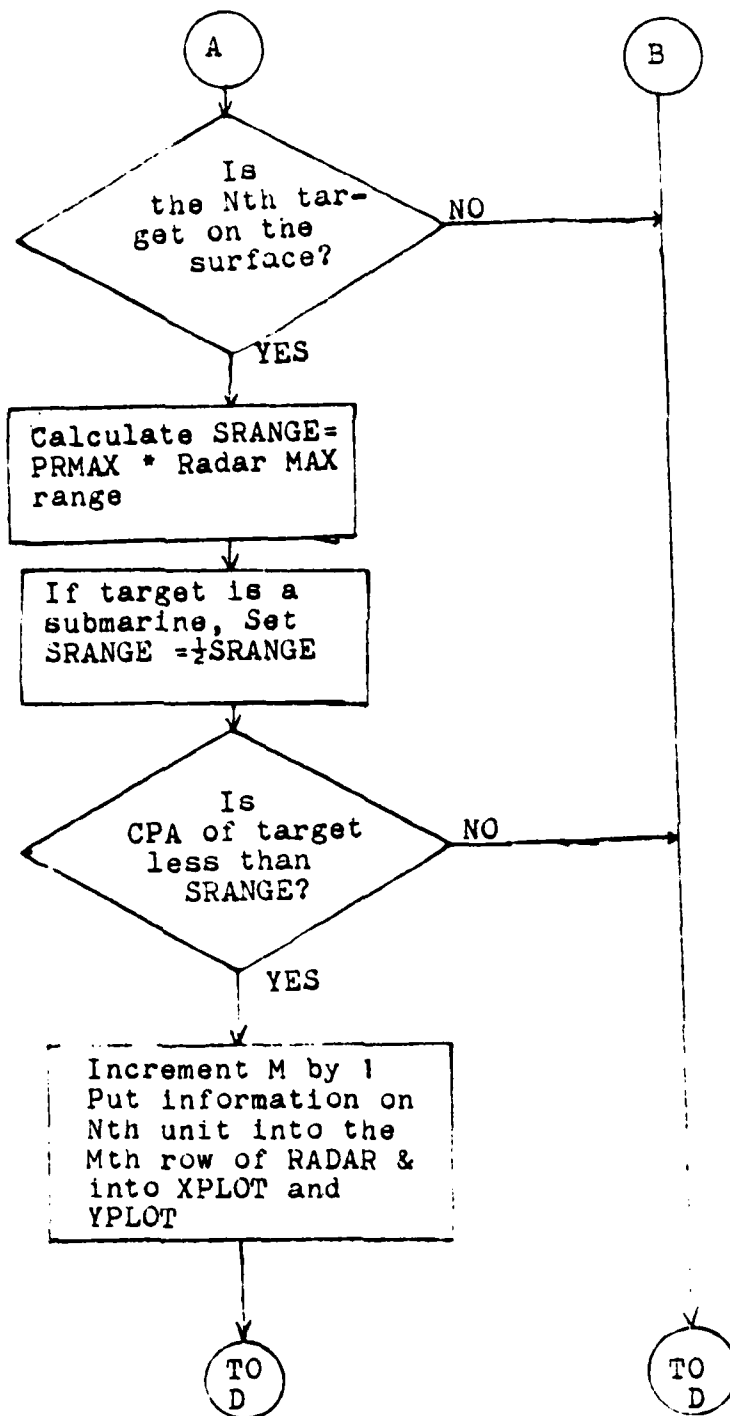 A
B
Is
the Nth tar-
get on the
surface?
NO
YES
Calculate SRANGE=
PRMAX * Radar MAX
range
If target is a
submarine, Set
SRANGE =½SRANGE
Is
CPA of target
less than
SRANGE?
NO
YES
Increment M by 1
Put information on
Nth unit into the
Mth row of RADAR &
into XPLOT and
YPLOT
TO
D
TO
D